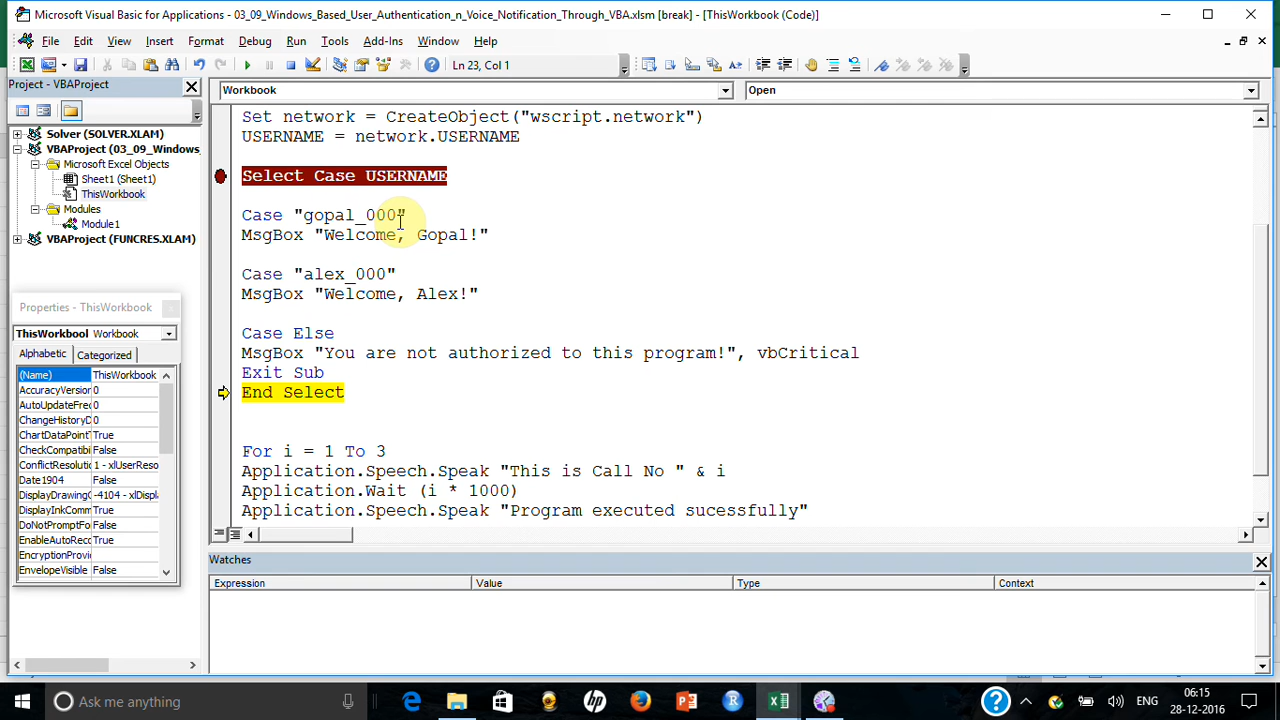 Microsoft Visual Basic for Applications - 03_09_Windows_Based_User_Authentication_n_Voice_Notification_Through_VBA.xlsm [break] - [ThisWorkbook (Code)]
File Edit View Insert Format Debug Run Tools Add-Ins Window Help
Ln 23, Col 1
Project - VBAProject
Solver (SOLVER.XLAM)
VBAProject (03_09_Windows_
Microsoft Excel Objects
Sheet1 (Sheet1)
ThisWorkbook
Modules
Module1
VBAProject (FUNCRES.XLAM)
Properties - ThisWorkbook
ThisWorkbool Workbook
Alphabetic Categorized
(Name) ThisWorkbook
AccuracyVersion 0
AutoUpdateFrec 0
ChangeHistoryD 0
ChartDataPointT True
CheckCompatibi False
ConflictResolutio 1 - xlUserReso
Date1904 False
DisplayDrawingC -4104 - xlDispl
DisplayInkComm True
DoNotPromptFo False
EnableAutoReco True
EncryptionProvi
EnvelopeVisible False
Workbook Open
Set network = CreateObject("wscript.network")
USERNAME = network.USERNAME
Select Case USERNAME
Case "gopal_000"
MsgBox "Welcome, Gopal!"
Case "alex_000"
MsgBox "Welcome, Alex!"
Case Else
MsgBox "You are not authorized to this program!", vbCritical
Exit Sub
End Select
For i = 1 To 3
Application.Speech.Speak "This is Call No " & i
Application.Wait (i * 1000)
Application.Speech.Speak "Program executed sucessfully"
Watches
Expression Value Type Context
Ask me anything
ENG
06:15
28-12-2016